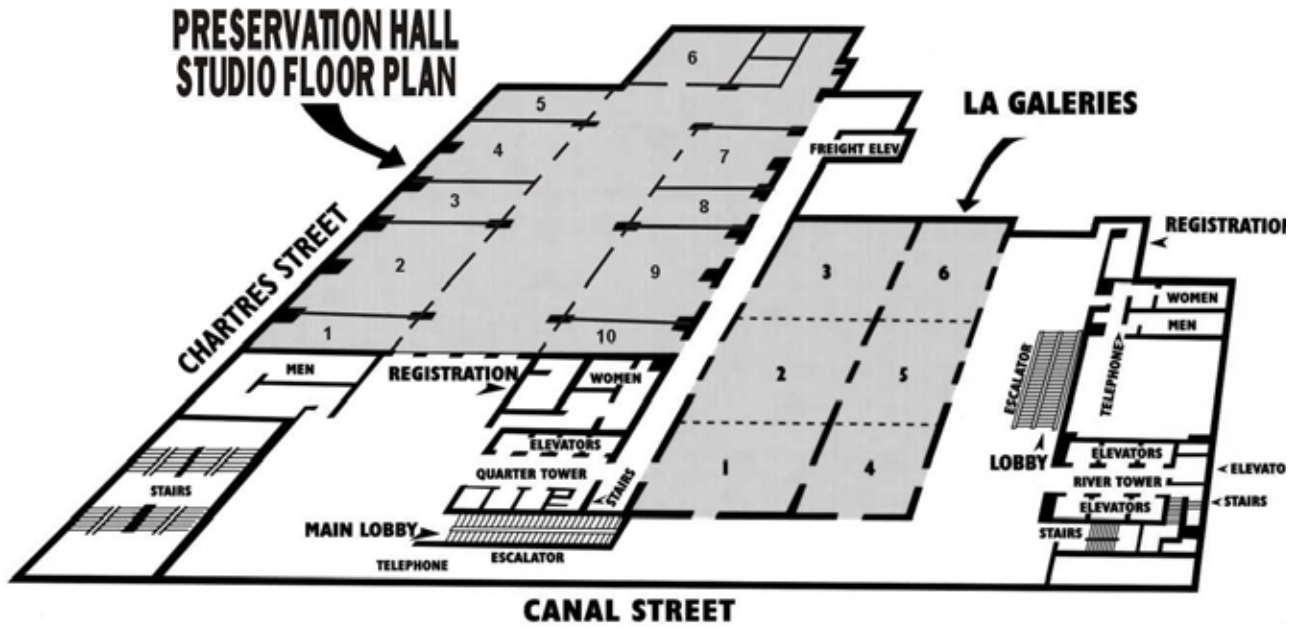 PRESERVATION HALL
STUDIO FLOOR PLAN
LA GALERIES
6
5
4
7
FREIGHT ELEV
3
8
REGISTRATION
2
9
3
6
CHARTRES STREET
1
10
WOMEN
MEN
MEN
REGISTRATION
WOMEN
2
5
ESCALATOR
TELEPHONE
ELEVATORS
QUARTER TOWER
STAIRS
1
4
LOBBY
ELEVATORS
ELEVATO
RIVER TOWER
STAIRS
STAIRS
ELEVATORS
MAIN LOBBY
STAIRS
ESCALATOR
TELEPHONE
CANAL STREET